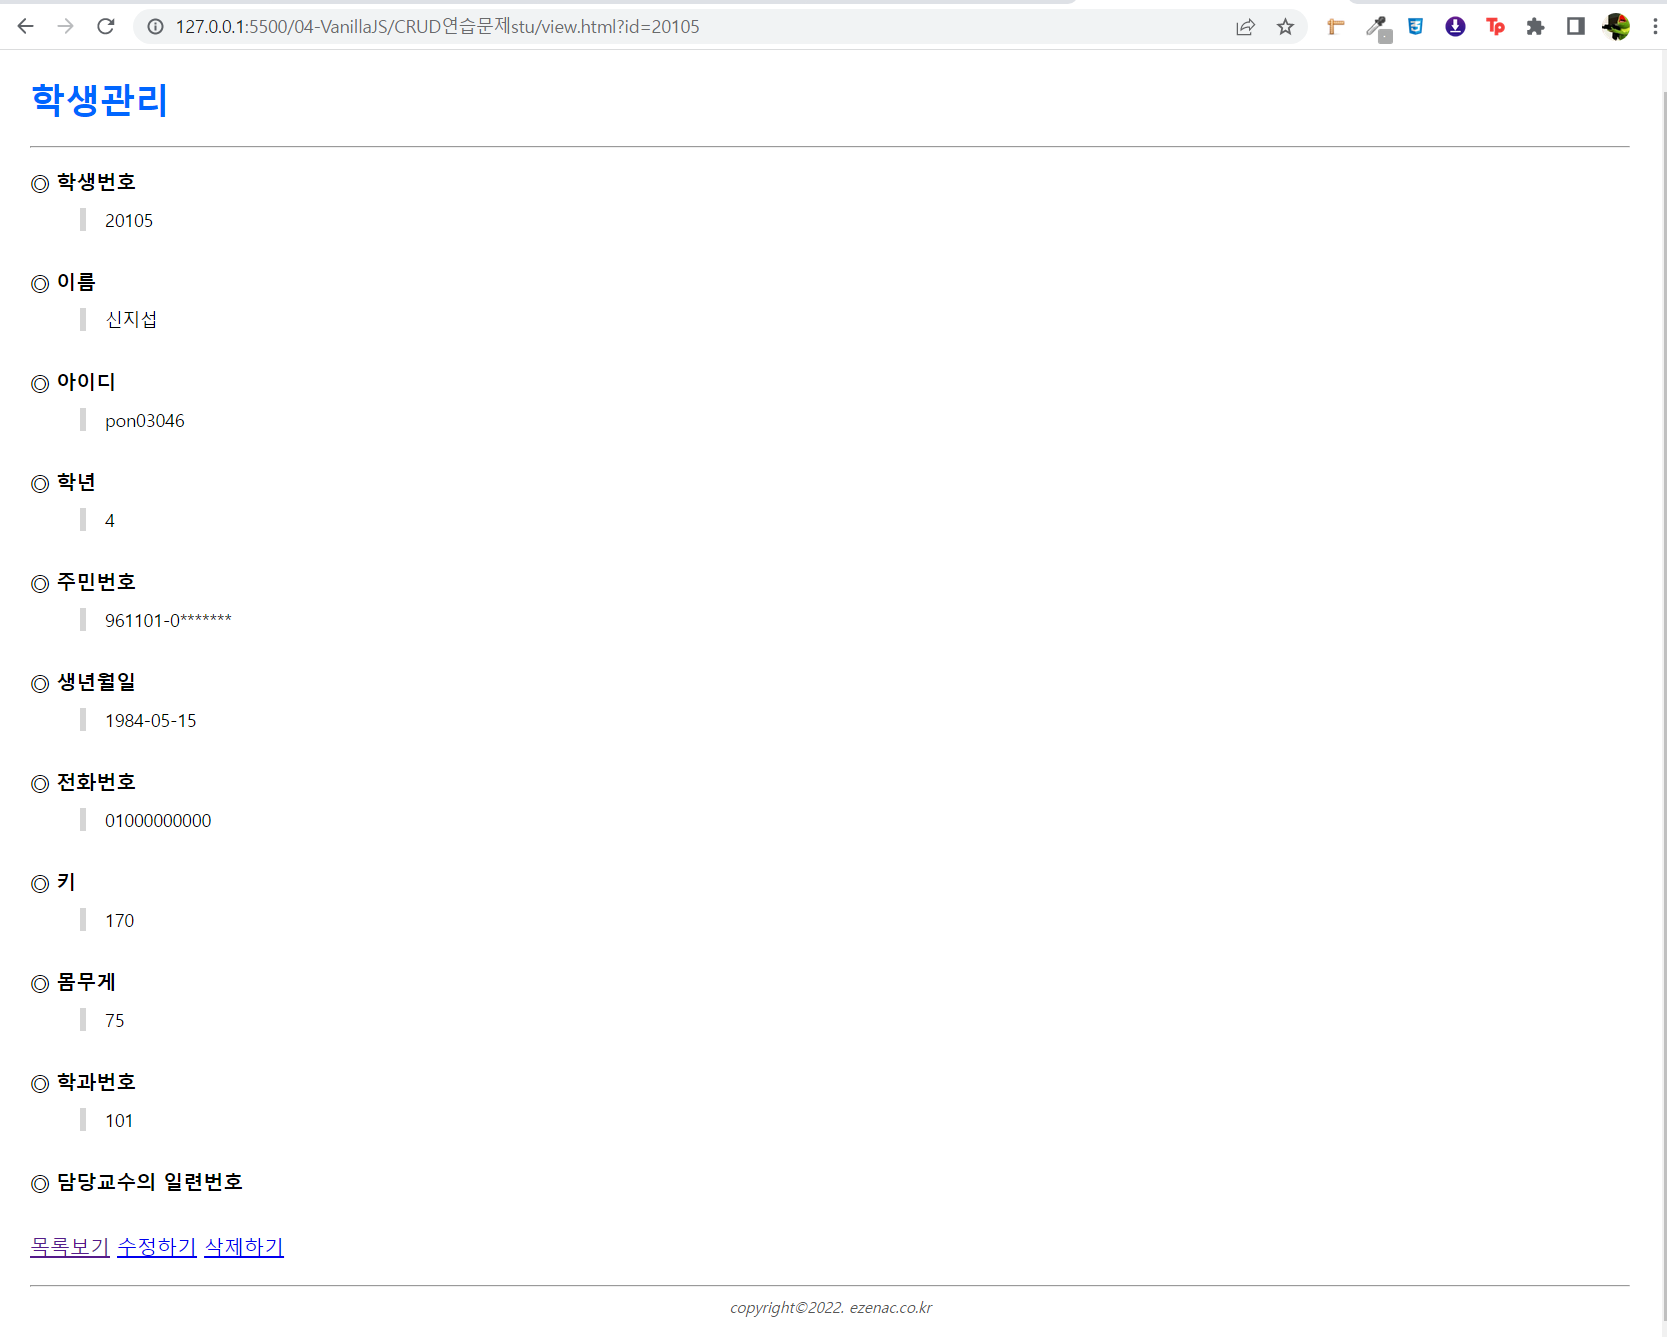 127.0.0.1:5500/04-VanillaJS/CRUD연습문제stu/view.html?id=20105
Tp
학생관리
◎ 학생번호
20105
◎ 이름
신지섭
◎ 아이디
pon03046
◎ 학년
4
◎ 주민번호
961101-0*******
◎ 생년월일
1984-05-15
◎ 전화번호
01000000000
◎ 키
170
◎ 몸무게
75
◎ 학과번호
101
◎ 담당교수의 일련번호
목록보기 수정하기 삭제하기
copyright©2022. ezenac.co.kr